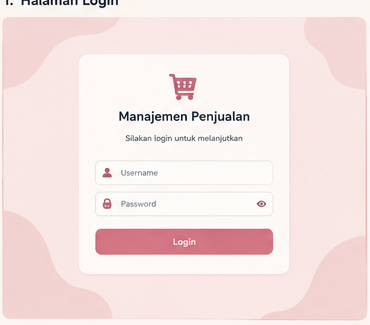 1. Halaman Login
Manajemen Penjualan
Silakan login untuk melanjutkan
Username
Password
Login